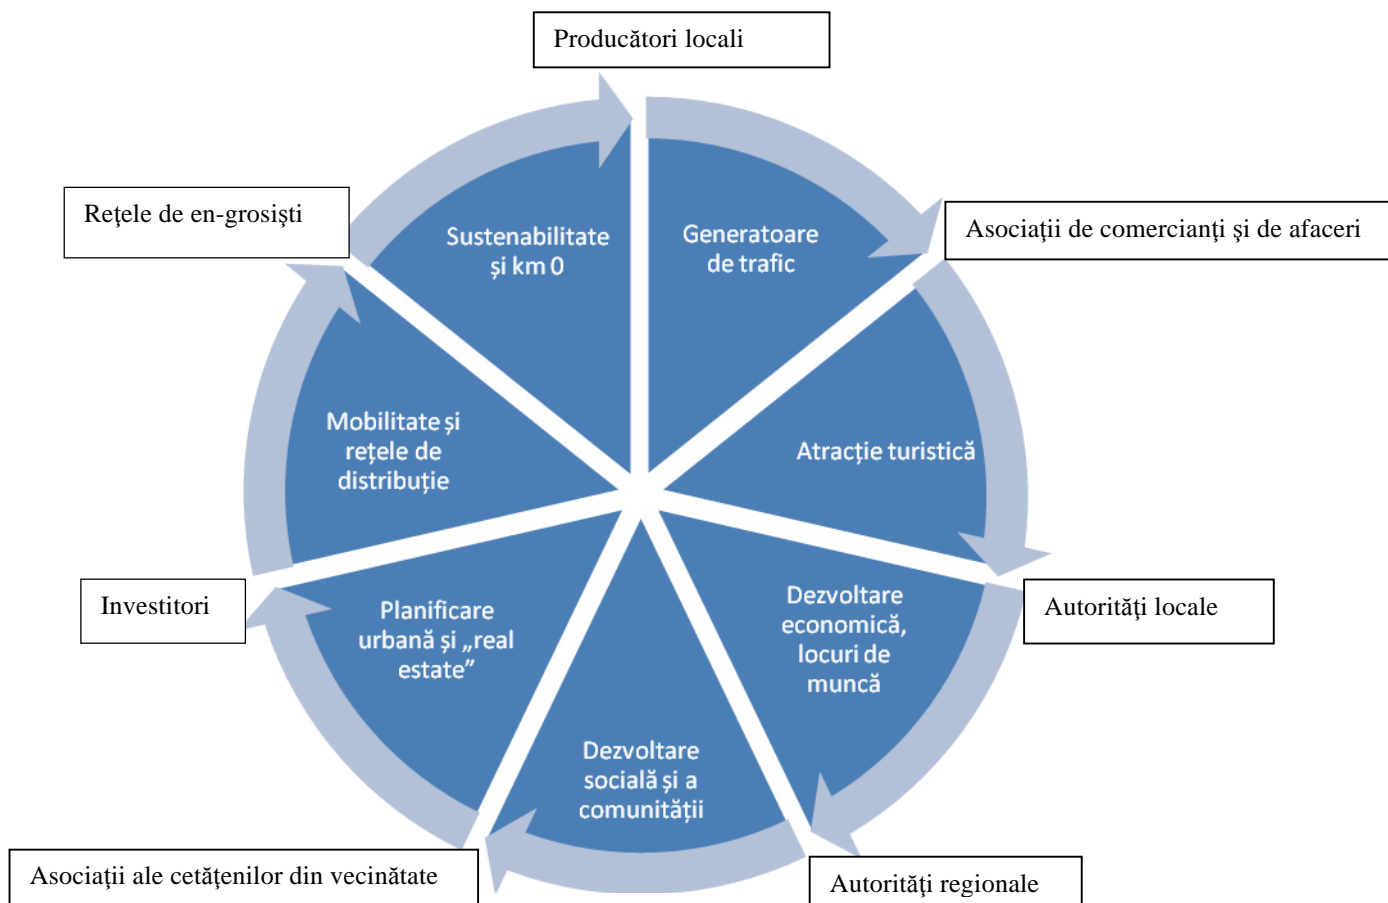 Producători locali
Reţele de en-grosişti
Asociaţii de comercianţi şi de afaceri
Sustenabilitate
și km 0
Generatoare
de trafic
Mobilitate și
rețele de
distribuție
Atracție turistică
Investitori
Autorităţi locale
Planificare
urbană și „real
estate”
Dezvoltare
economică,
locuri de
muncă
Dezvoltare
socială și a
comunității
Asociaţii ale cetăţenilor din vecinătate
Autorităţi regionale